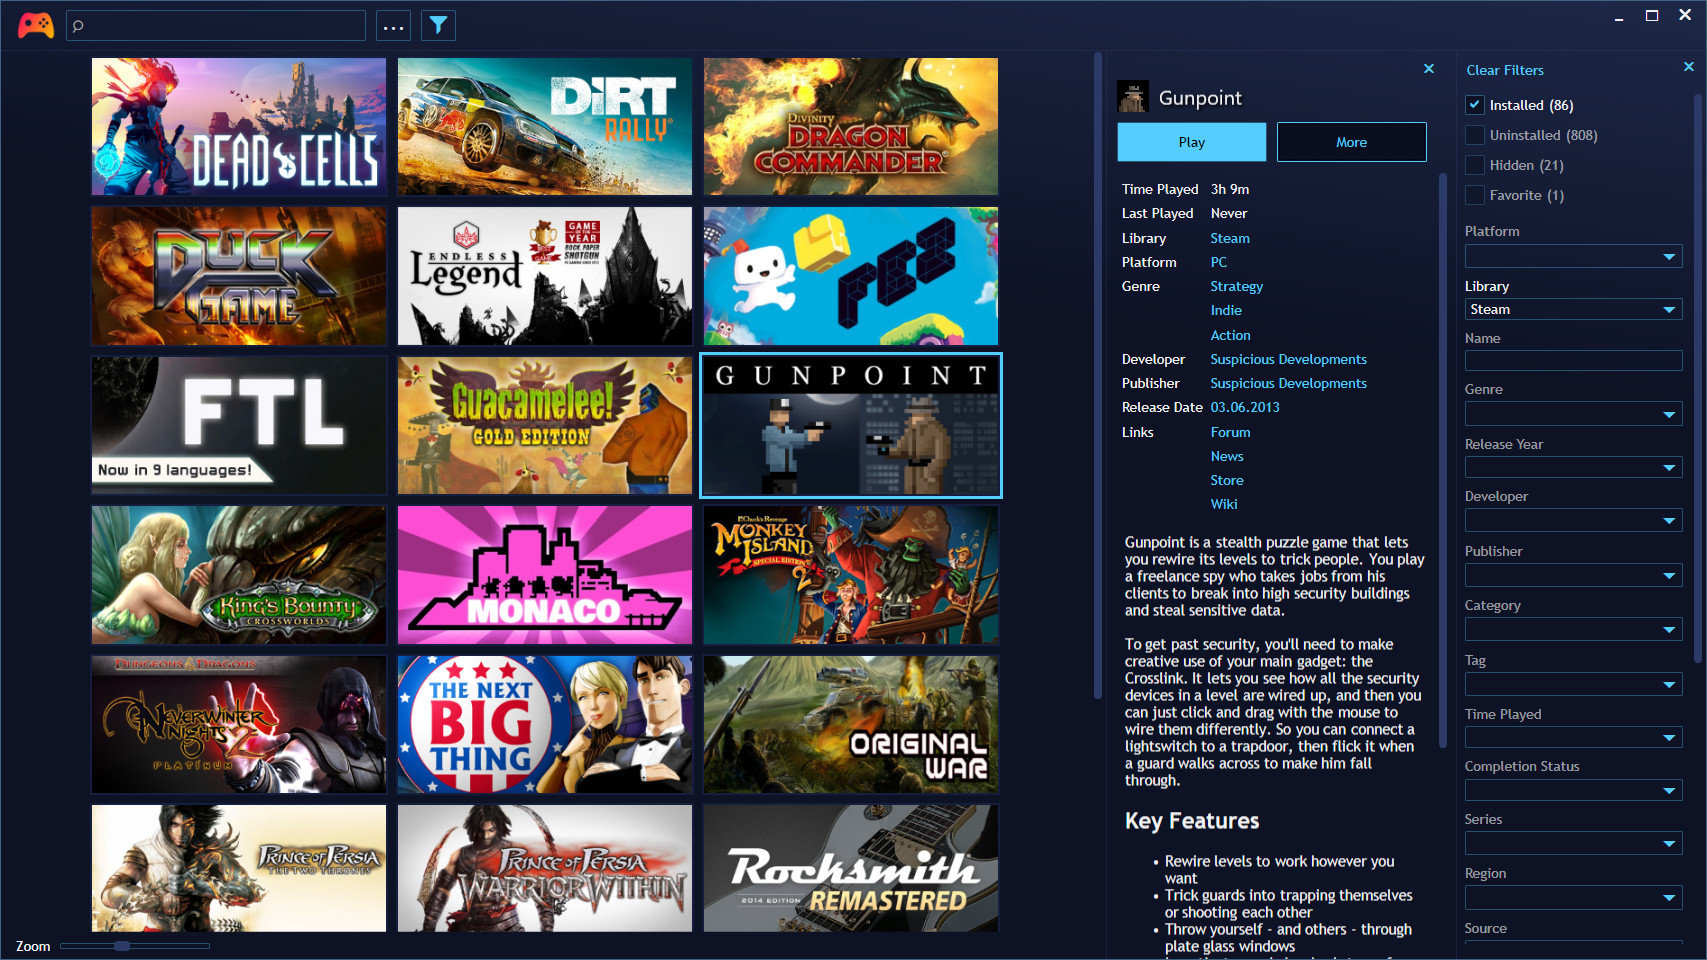 ...
DEAD CELLS
DiRT
RALLY
DIVINITY
DRAGON
COMMANDER
DUCK
GAME
ENDLESS
Legend
BEST
GAME
GAME
OF THE
YEAR
ROCK, PAPER
SHOTGUN
FEZ
FTL
Now in 9 languages!
Guacamelee!
GOLD EDITION
GUNPOINT
KING'S BOUNTY
CROSSWORLDS
MONACO
LeChuck's Revenge
MONKEY
ISLAND
SPECIAL EDITION
2
DUNGEONS & DRAGONS
NEVERWINTER
NIGHTS 2
PLATINUM
THE NEXT
BIG
THING
ORIGINAL
WAR
PRINCE OF PERSIA
THE TWO THRONES
PRINCE OF PERSIA
WARRIOR WITHIN
Rocksmith
2014 EDITION
REMASTERED
Zoom
Gunpoint
Play
More
Time Played 3h 9m
Last Played Never
Library Steam
Platform PC
Genre Strategy
Indie
Action
Developer Suspicious Developments
Publisher Suspicious Developments
Release Date 03.06.2013
Links Forum
News
Store
Wiki
Gunpoint is a stealth puzzle game that lets
you rewire its levels to trick people. You play
a freelance spy who takes jobs from his
clients to break into high security buildings
and steal sensitive data.
To get past security, you'll need to make
creative use of your main gadget: the
Crosslink. It lets you see how all the security
devices in a level are wired up, and then you
can just click and drag with the mouse to
wire them differently. So you can connect a
lightswitch to a trapdoor, then flick it when
a guard walks across to make him fall
through.
Key Features
• Rewire levels to work however you
want
• Trick guards into trapping themselves
or shooting each other
• Throw yourself - and others - through
plate glass windows
Clear Filters
Installed (86)
Uninstalled (808)
Hidden (21)
Favorite (1)
Platform
Library
Steam
Name
Genre
Release Year
Developer
Publisher
Category
Tag
Time Played
Completion Status
Series
Region
Source